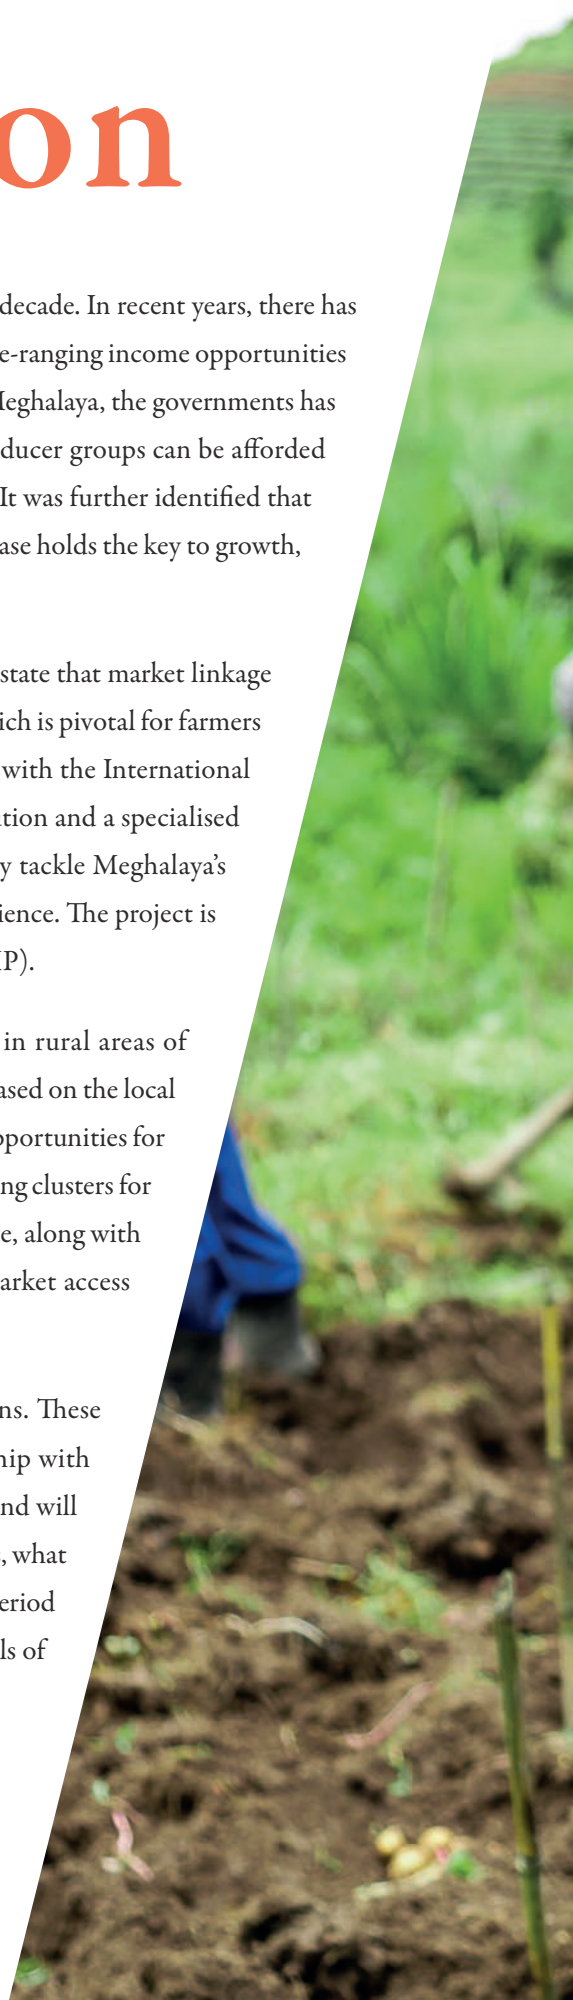 on
decade. In recent years, there has
e-ranging income opportunities
eghalaya, the governments has
ducer groups can be afforded
It was further identified that
ase holds the key to growth,
state that market linkage
ich is pivotal for farmers
with the International
tion and a specialised
y tackle Meghalaya's
ience. The project is
IP).
in rural areas of
ased on the local
pportunities for
ng clusters for
e, along with
arket access
ns. These
hip with
nd will
, what
eriod
ls of